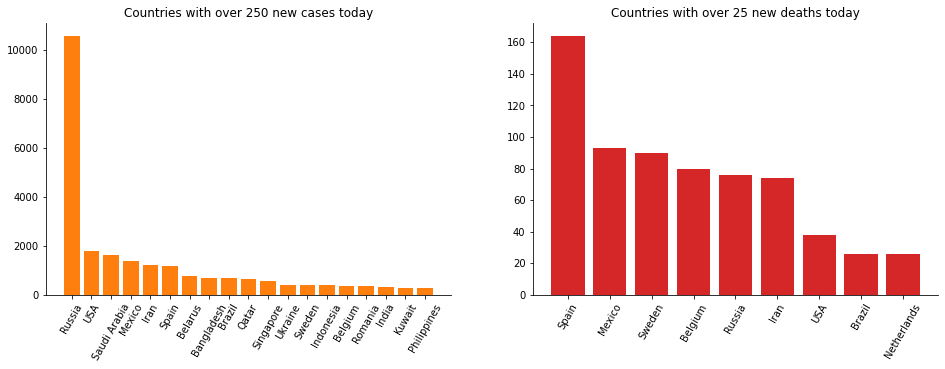 Countries with over 250 new cases today
10000
8000
6000
4000
2000
0
Russia
USA
Saudi Arabia
Mexico
Iran
Spain
Belarus
Bangladesh
Brazil
Qatar
Singapore
Ukraine
Sweden
Indonesia
Belgium
Romania
India
Kuwait
Philippines
Countries with over 25 new deaths today
160
140
120
100
80
60
40
20
0
Spain
Mexico
Sweden
Belgium
Russia
Iran
USA
Brazil
Netherlands